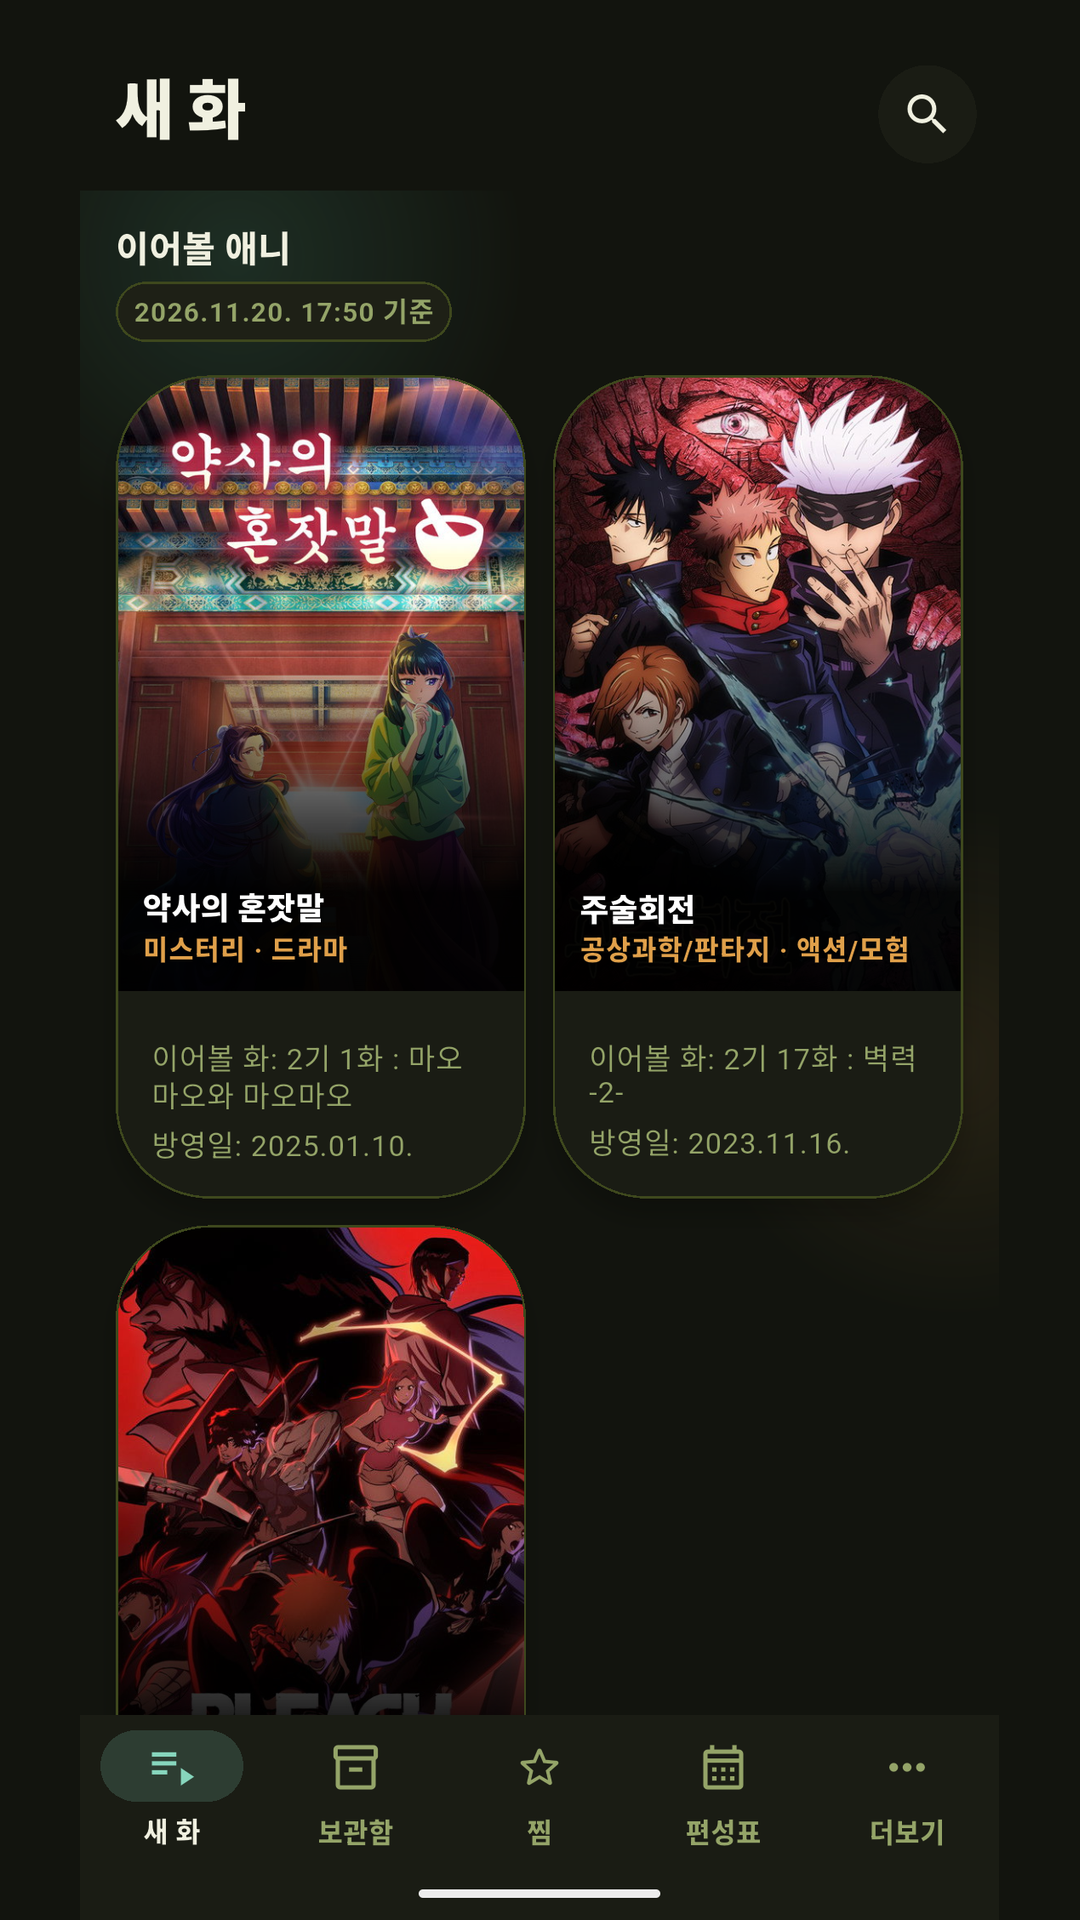 새 화
이어볼 애니
2026.11.20. 17:50 기준
약사의
혼잣말
약사의 혼잣말
미스터리 · 드라마
이어볼 화: 2기 1화 : 마오
마오와 마오마오
방영일: 2025.01.10.
주술회전
공상과학/판타지 · 액션/모험
이어볼 화: 2기 17화 : 벽력
-2-
방영일: 2023.11.16.
BLEACH
새 화
보관함
찜
편성표
더보기